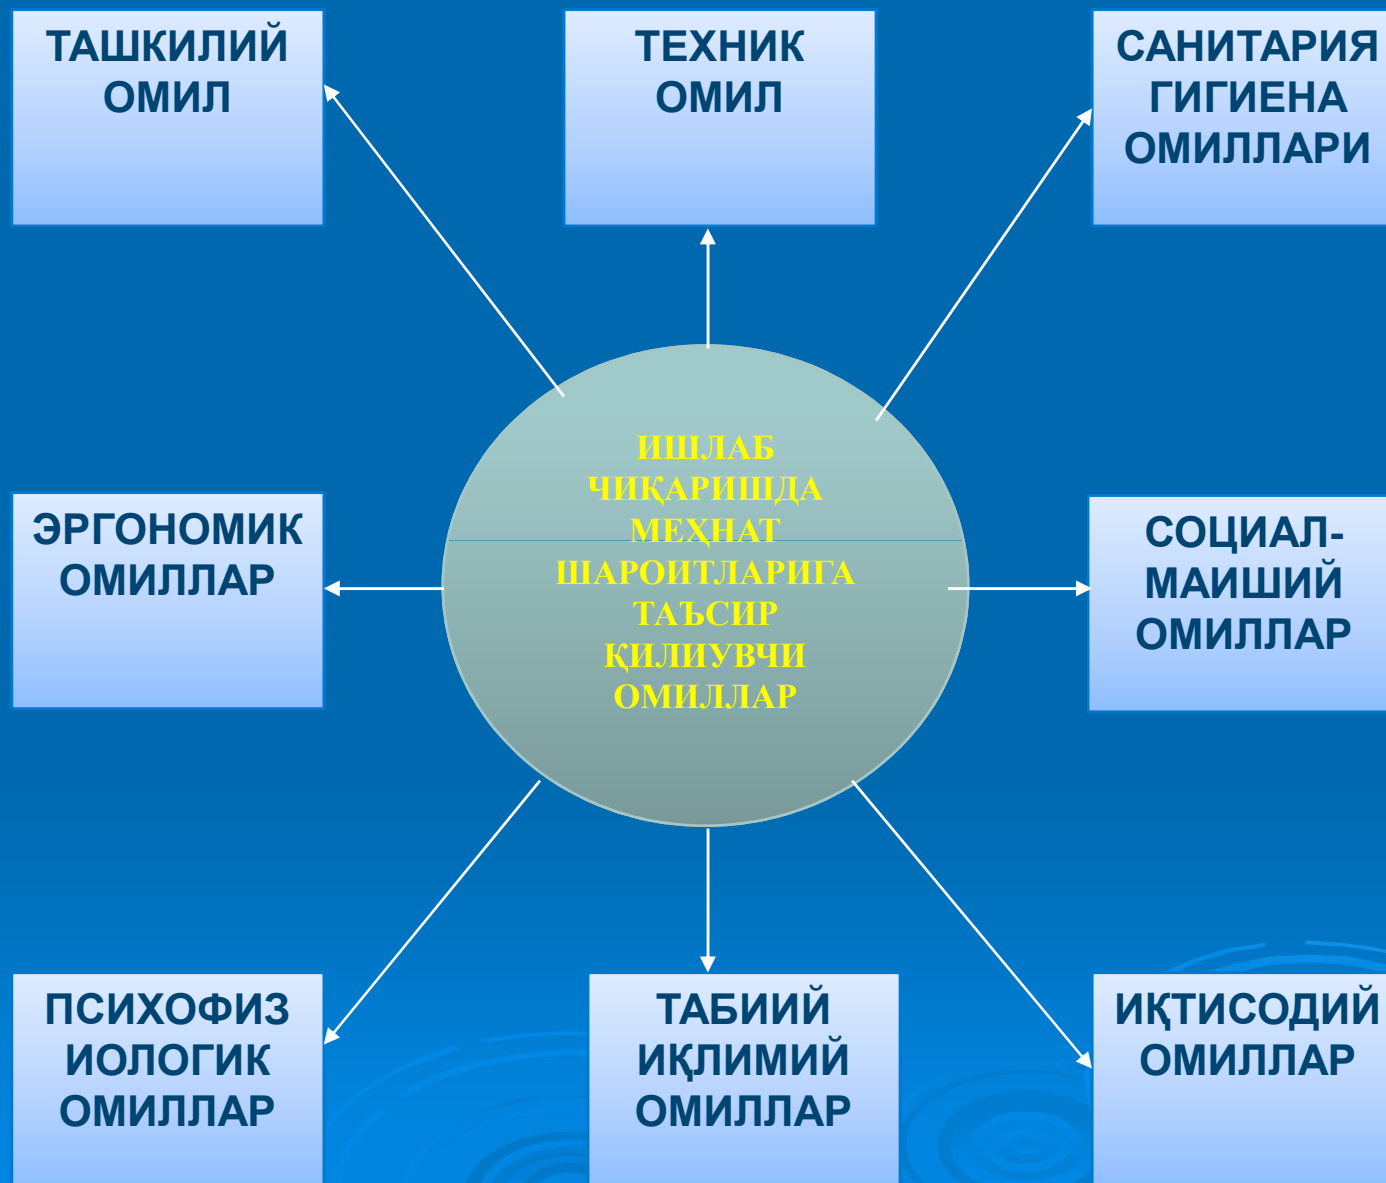 ТАШКИЛИЙ
ОМИЛ
ТЕХНИК
ОМИЛ
САНИТАРИЯ
ГИГИЕНА
ОМИЛЛАРИ
ЭРГОНОМИК
ОМИЛЛАР
ИШЛАБ
ЧИҚАРИШДА
МЕҲНАТ
ШАРОИТЛАРИГА
ТАЪСИР
ҚИЛИУВЧИ
ОМИЛЛАР
СОЦИАЛ-
МАИШИЙ
ОМИЛЛАР
ПСИХОФИЗ
ИОЛОГИК
ОМИЛЛАР
ТАБИИЙ
ИҚЛИМИЙ
ОМИЛЛАР
ИҚТИСОДИЙ
ОМИЛЛАР